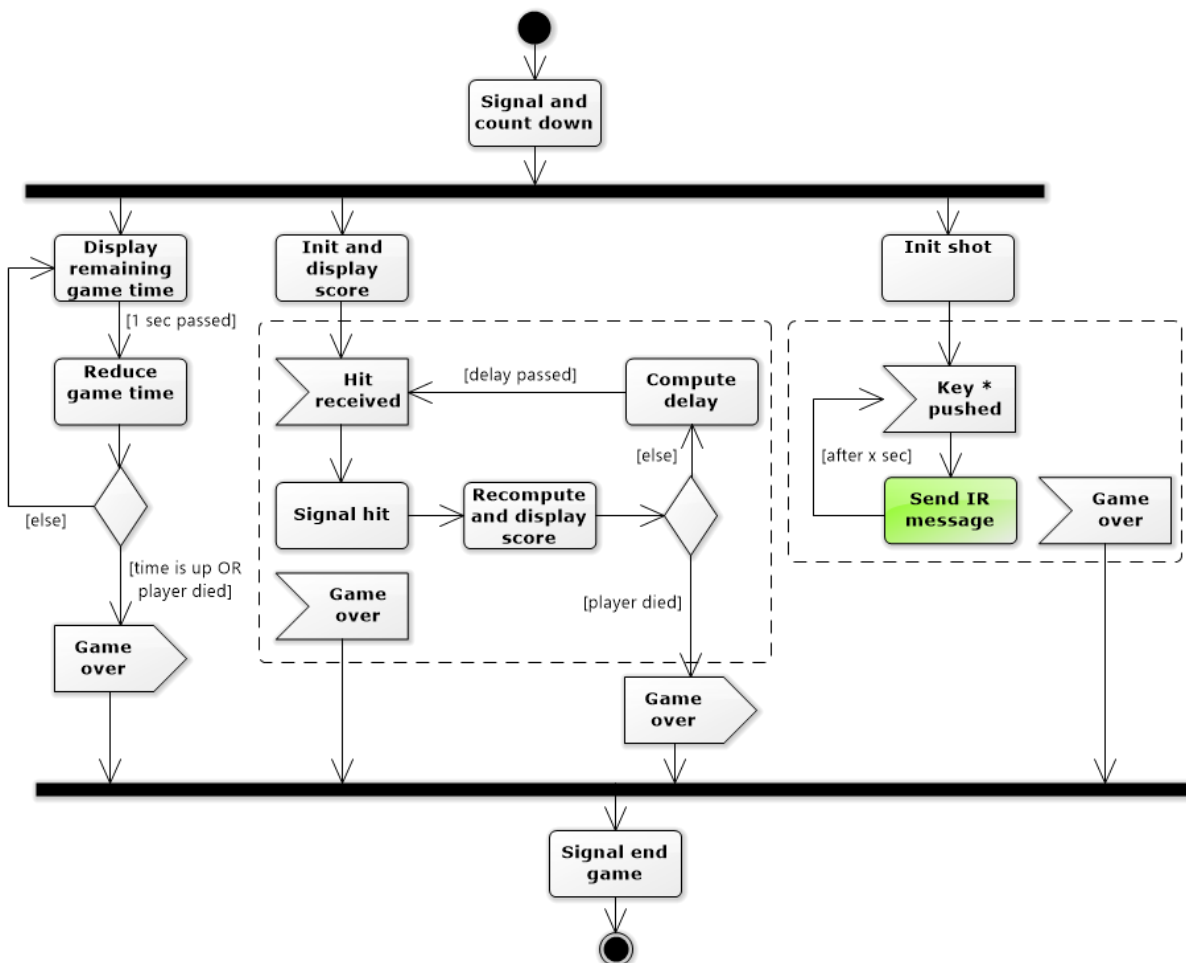 Signal and
count down
Display
remaining
game time
Init and
display
score
Init shot
[1 sec passed]
Reduce
game time
Hit
received
[delay passed]
Compute
delay
Key *
pushed
[else]
[after x sec]
Signal hit
Recompute
and display
score
Send IR
message
Game
over
[else]
[time is up OR
player died]
Game
over
[player died]
Game
over
Game
over
Signal end
game